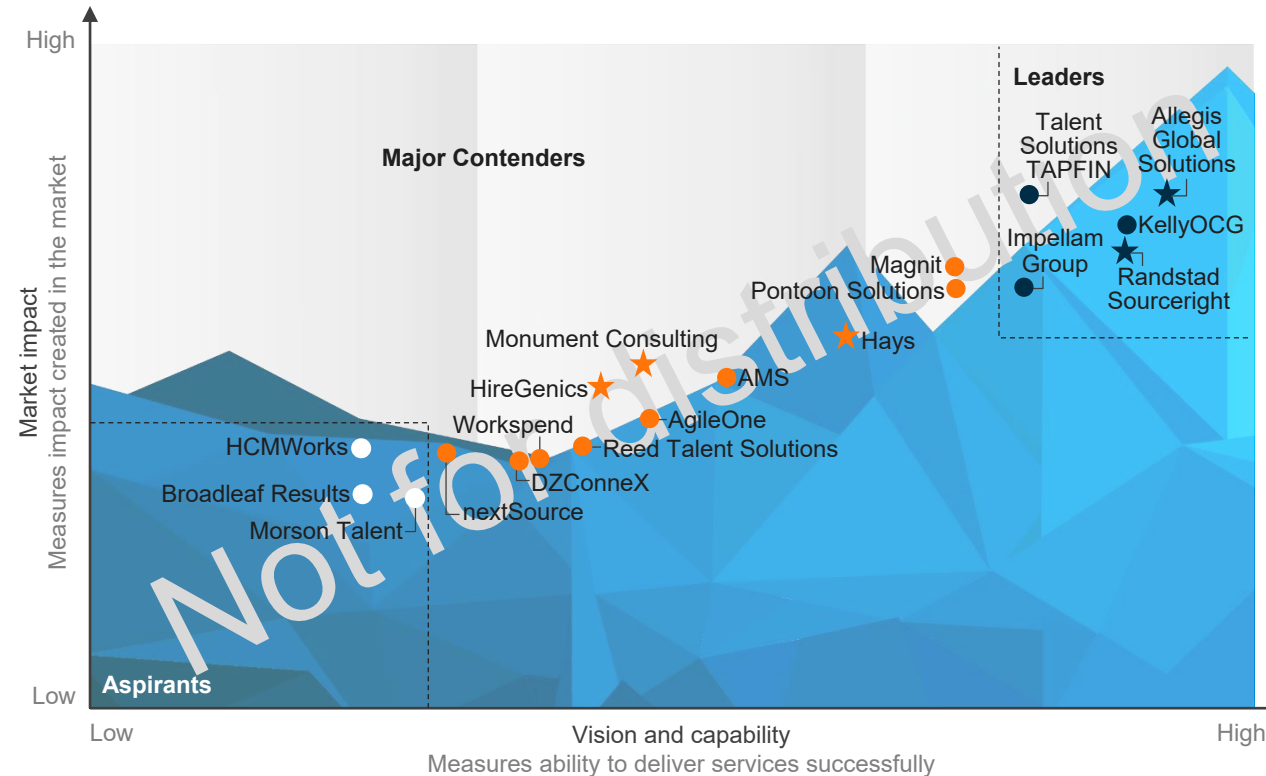 High
Leaders
Talent
Solutions
TAPFIN
Allegis
Global
Solutions
Major Contenders
KellyOCG
Impellam
Group
Randstad
Sourceright
Magnit
Pontoon Solutions
Hays
Monument Consulting
HireGenics
AMS
AgileOne
Workspend
Reed Talent Solutions
HCMWorks
DZConneX
Broadleaf Results
nextSource
Morson Talent
Not for distribution
Aspirants
Market impact
Measures impact created in the market
Low
Low
Vision and capability
High
Measures ability to deliver services successfully